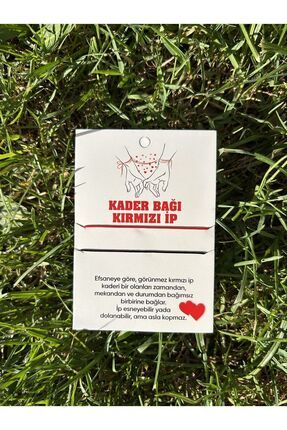 KADER BAĞI
KIRMIZI İP
Efsaneye göre, görünmez kırmızı ip
kaderi bir olanları zamandan,
mekandan ve durumdan bağımsız
birbirine bağlar.
İp esneyebilir yada
dolanabilir, ama asla kopmaz.